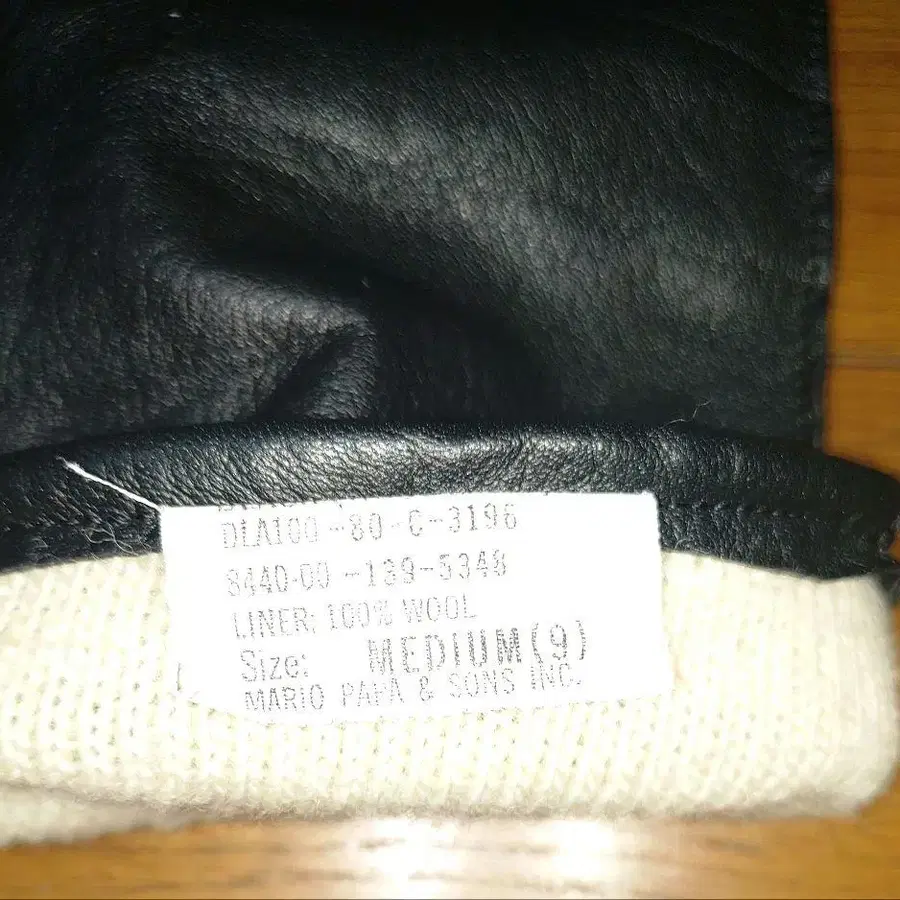 DLA100-80-C-3196
8440-00-139-5348
LINER: 100% WOOL
Size: MEDIUM(9)
MARIO PAPA & SONS INC.